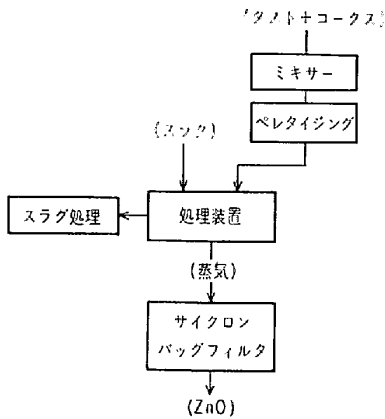 (ダスト+コークス)
ミキサー
ペレタイジング
スラグ処理
処理装置
(蒸気)
サイクロン
バッグフィルタ
(ZnO)